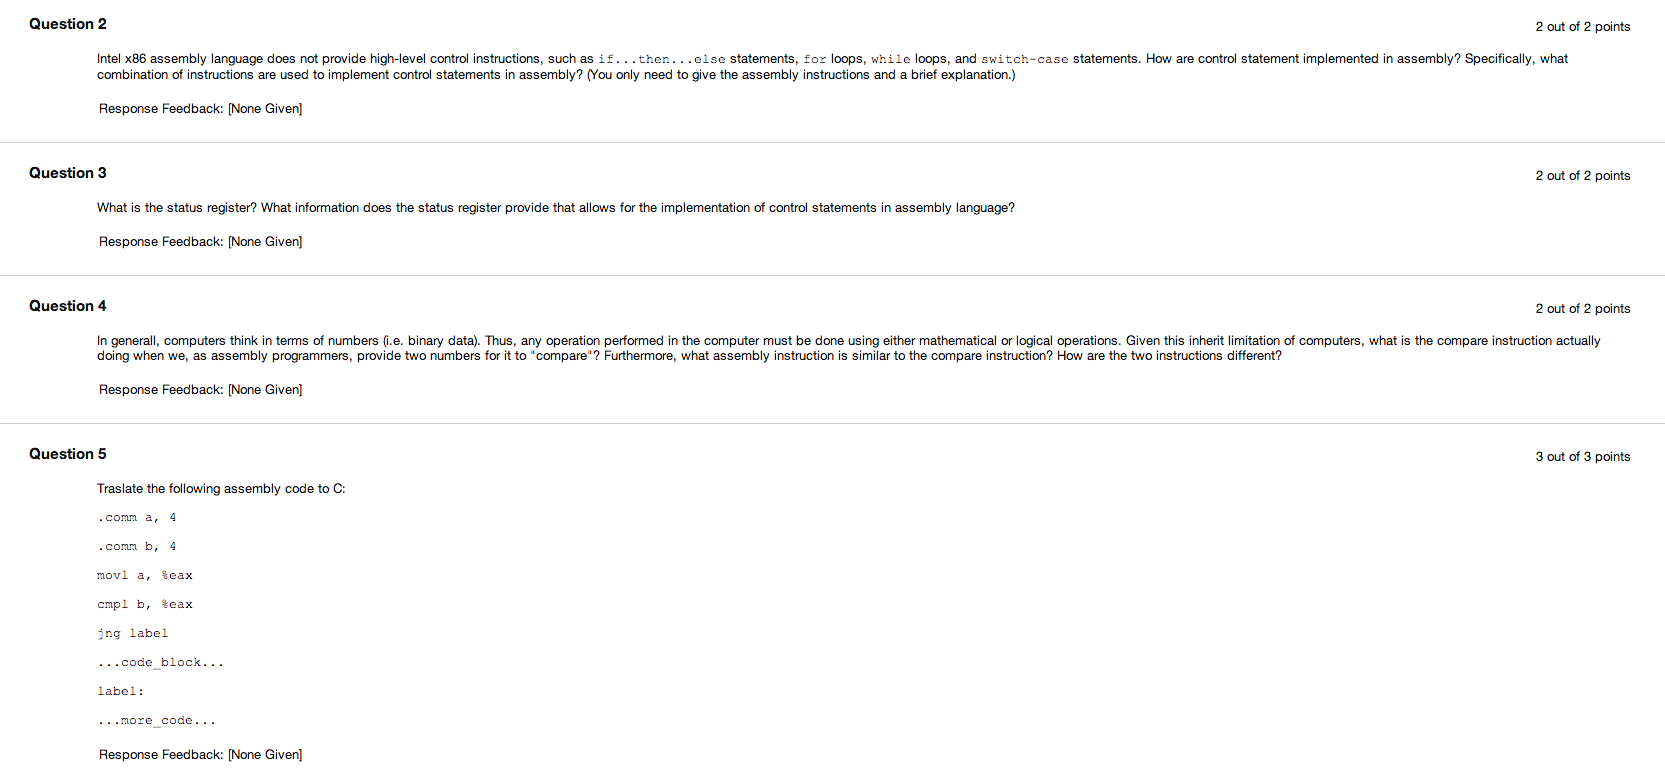 Question 2
2 out of 2 points
Intel x86 assembly language does not provide high-level control instructions, such as if...then...else statements, for loops, while loops, and switch-case statements. How are control statement implemented in assembly? Specifically, what
combination of instructions are used to implement control statements in assembly? (You only need to give the assembly instructions and a brief explanation.)
Response Feedback: [None Given]
Question 3
2 out of 2 points
What is the status register? What information does the status register provide that allows for the implementation of control statements in assembly language?
Response Feedback: [None Given]
Question 4
2 out of 2 points
In generall, computers think in terms of numbers (i.e. binary data). Thus, any operation performed in the computer must be done using either mathematical or logical operations. Given this inherit limitation of computers, what is the compare instruction actually
doing when we, as assembly programmers, provide two numbers for it to "compare"? Furthermore, what assembly instruction is similar to the compare instruction? How are the two instructions different?
Response Feedback: [None Given]
Question 5
3 out of 3 points
Traslate the following assembly code to C:
.comm a, 4
.comm b, 4
movl a, %eax
cmpl b, %eax
jng label
...code_block...
label:
...more_code...
Response Feedback: [None Given]